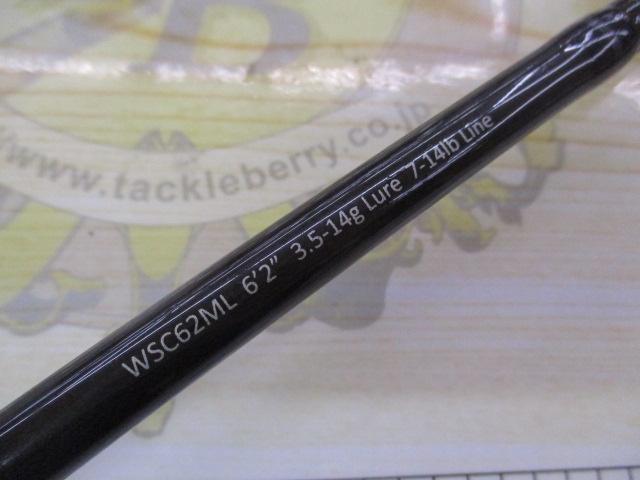 www.tackleberry.co.jp
WSC62ML 6'2" 3.5-14g Lure 7-14lb Line